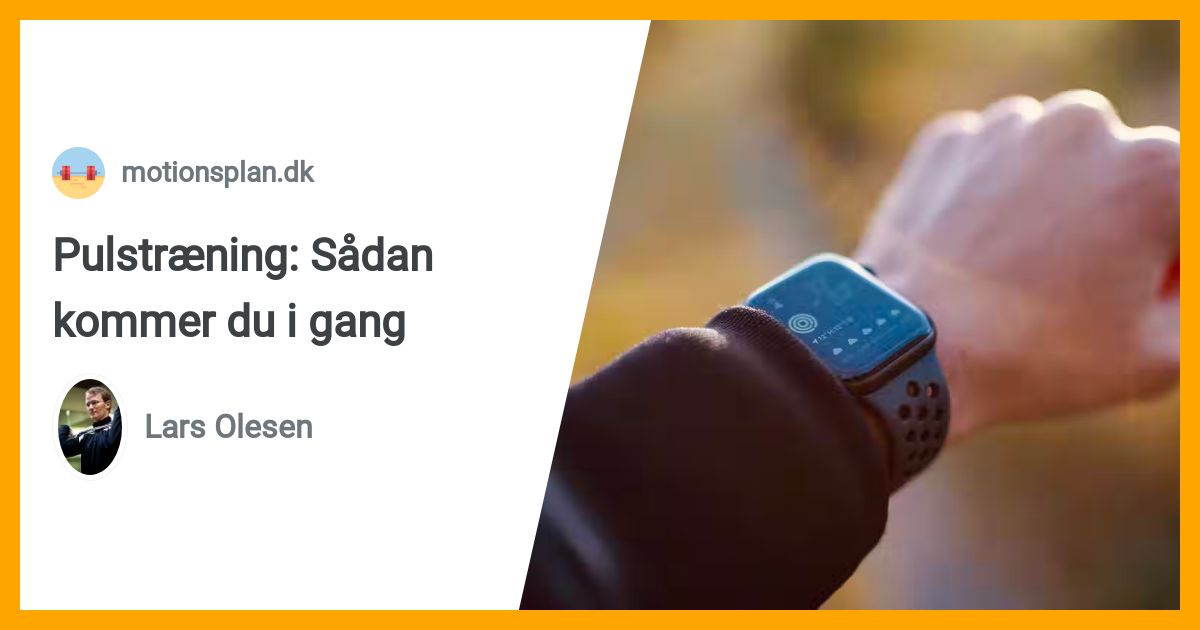 motionsplan.dk
Pulstræning: Sådan
kommer du i gang
Lars Olesen